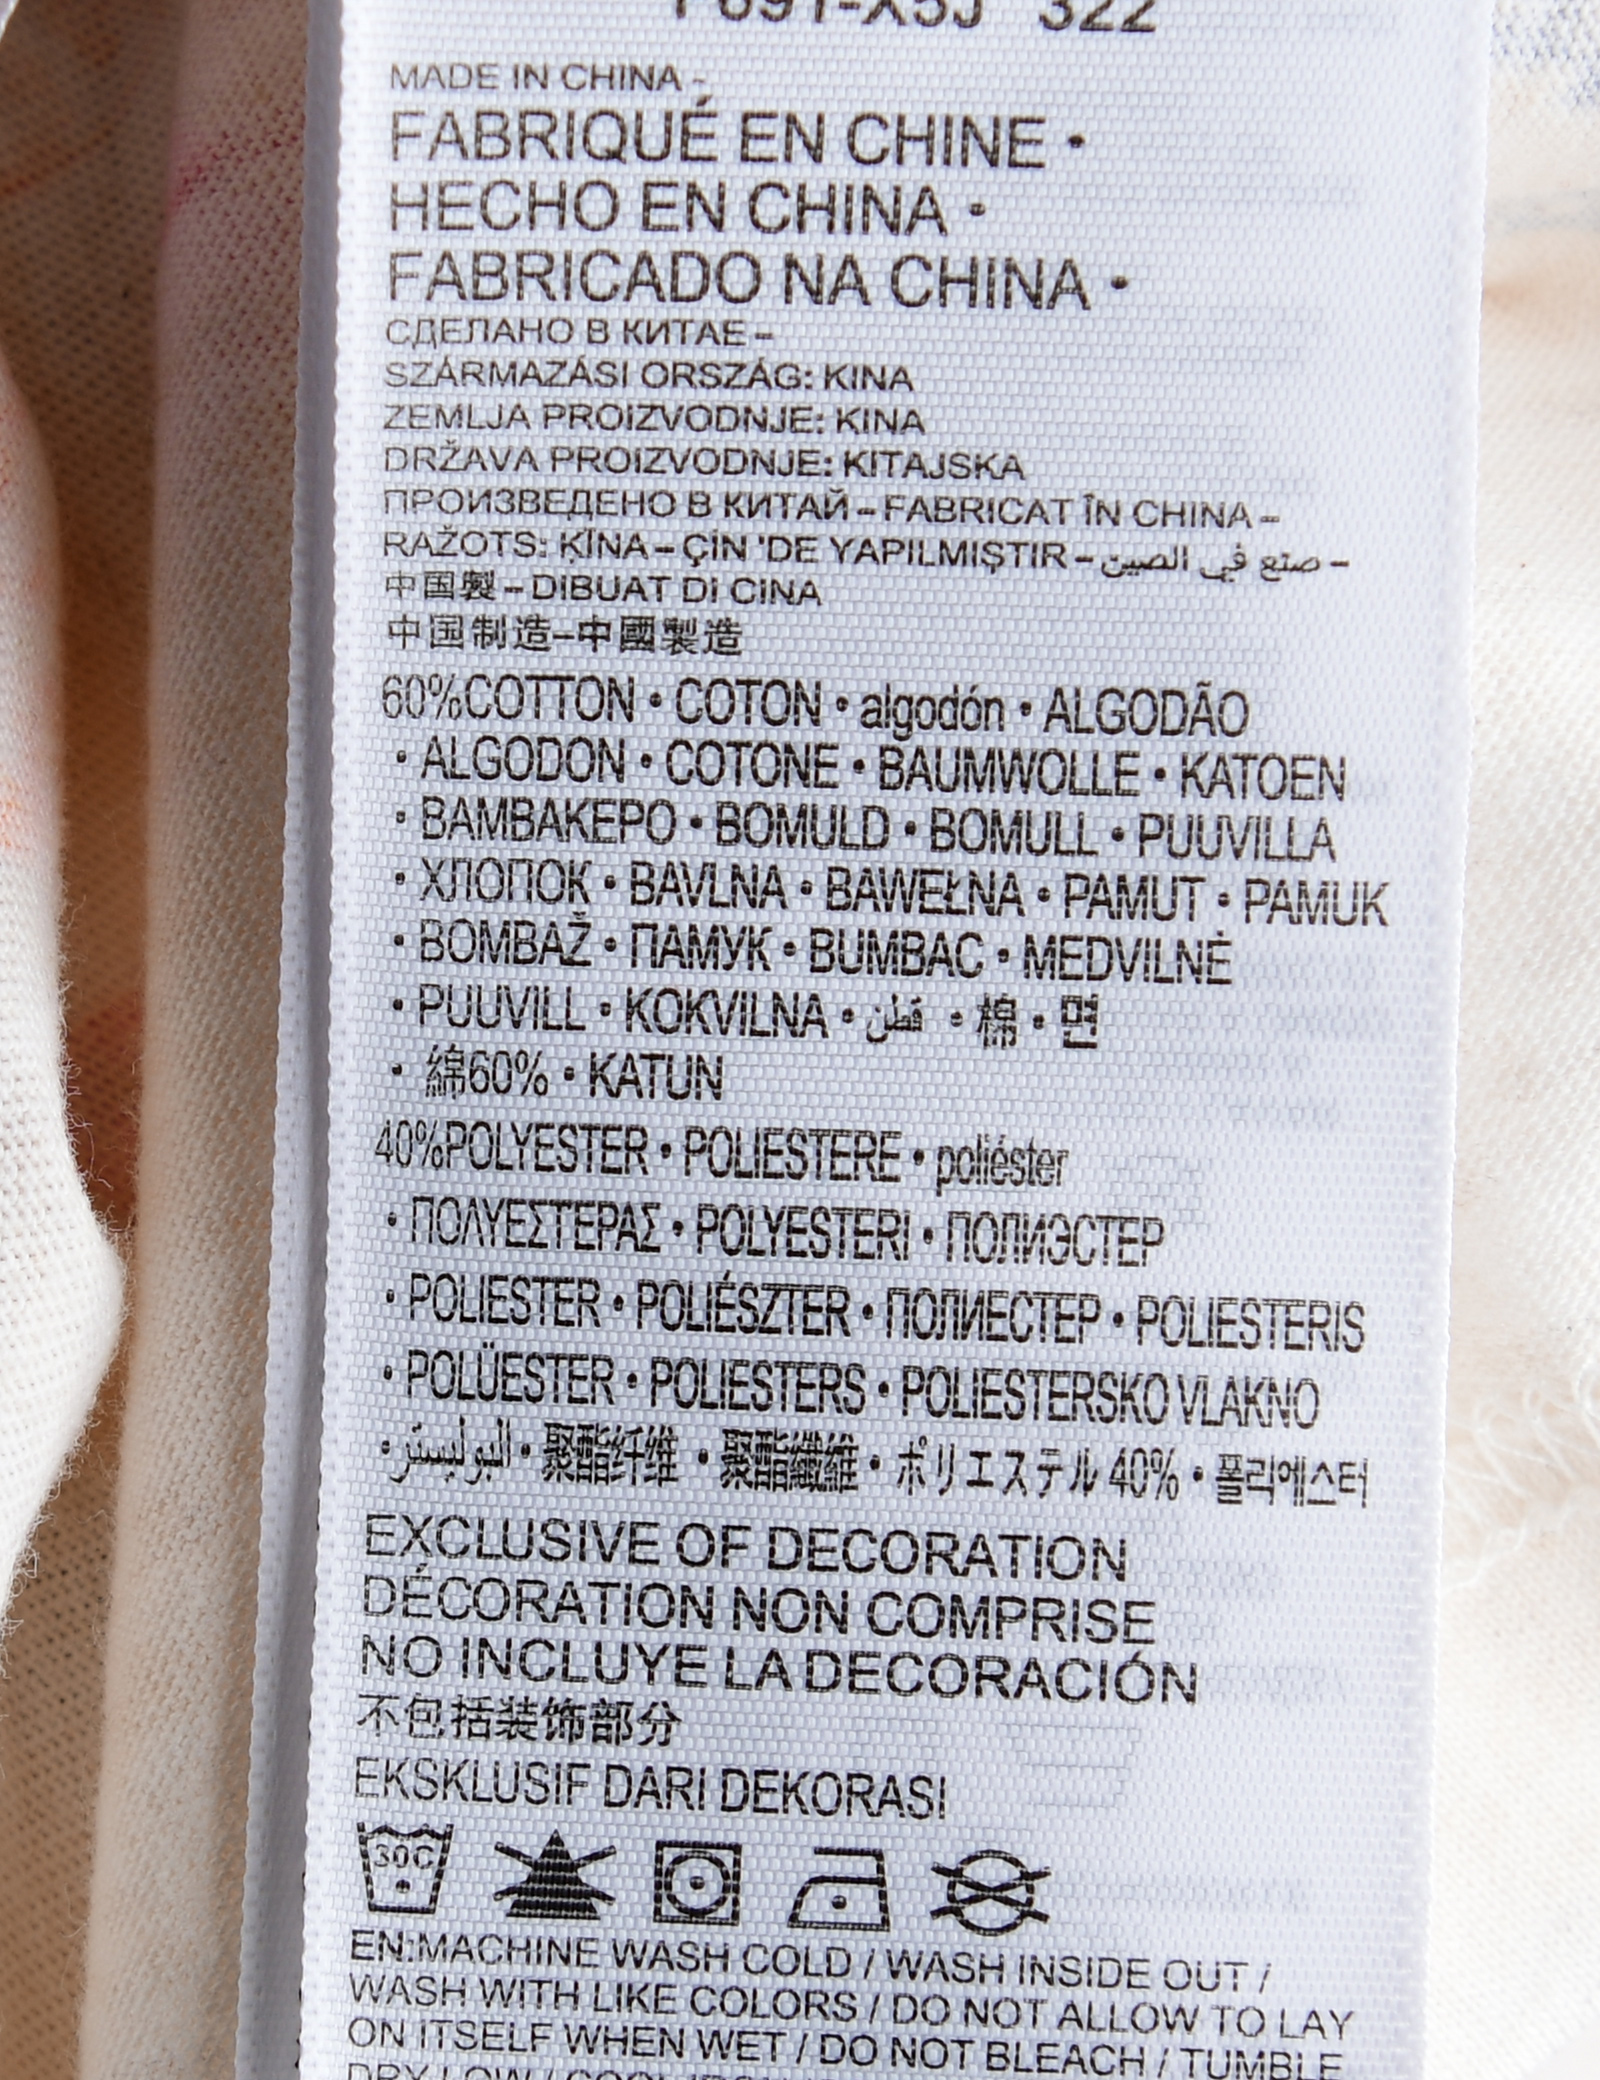 MADE IN CHINA -
FABRIQUÉ EN CHINE •
HECHO EN CHINA •
FABRICADO NA CHINA •
СДЕЛАНО В КИТАЕ –
SZÁRMAZÁSI ORSZÁG: KINA
ZEMLJA PROIZVODNJE: KINA
DRŽAVA PROIZVODNJE: KITAJSKA
ПРОИЗВЕДЕНО В КИТАЙ – FABRICAT ÎN CHINA –
RAŽOTS: ĶĪNA – ÇİN 'DE YAPILMIŞTIR – صنع في الصين –
中国製 – DIBUAT DI CINA
中国制造–中國製造
60%COTTON • COTON • algodón • ALGODÃO
• ALGODON • COTONE • BAUMWOLLE • KATOEN
• BAMBAKEPO • BOMULD • BOMULL • PUUVILLA
• ХЛОПОК • BAVLNA • BAWEŁNA • PAMUT • PAMUK
• BOMBAŽ • ПАМУК • BUMBAC • MEDVILNĖ
• PUUVILL • KOKVILNA • قطن • 棉 • 면
• 綿60% • KATUN
40%POLYESTER • POLIESTERE • poliéster
• ΠΟΛΥΕΣΤΕΡΑΣ • POLYESTERI • ПОЛИЭСТЕР
• POLIESTER • POLIÉSZTER • ПОЛИЕСТЕР • POLIESTERIS
• POLÜESTER • POLIESTERS • POLIESTERSKO VLAKNO
• البوليستر • 聚酯纤维 • 聚酯纖維 • ポリエステル 40% • 폴리에스터
EXCLUSIVE OF DECORATION
DÉCORATION NON COMPRISE
NO INCLUYE LA DECORACIÓN
不包括装饰部分
EKSKLUSIF DARI DEKORASI
30C
EN:MACHINE WASH COLD / WASH INSIDE OUT /
WASH WITH LIKE COLORS / DO NOT ALLOW TO LAY
ON ITSELF WHEN WET / DO NOT BLEACH / TUMBLE